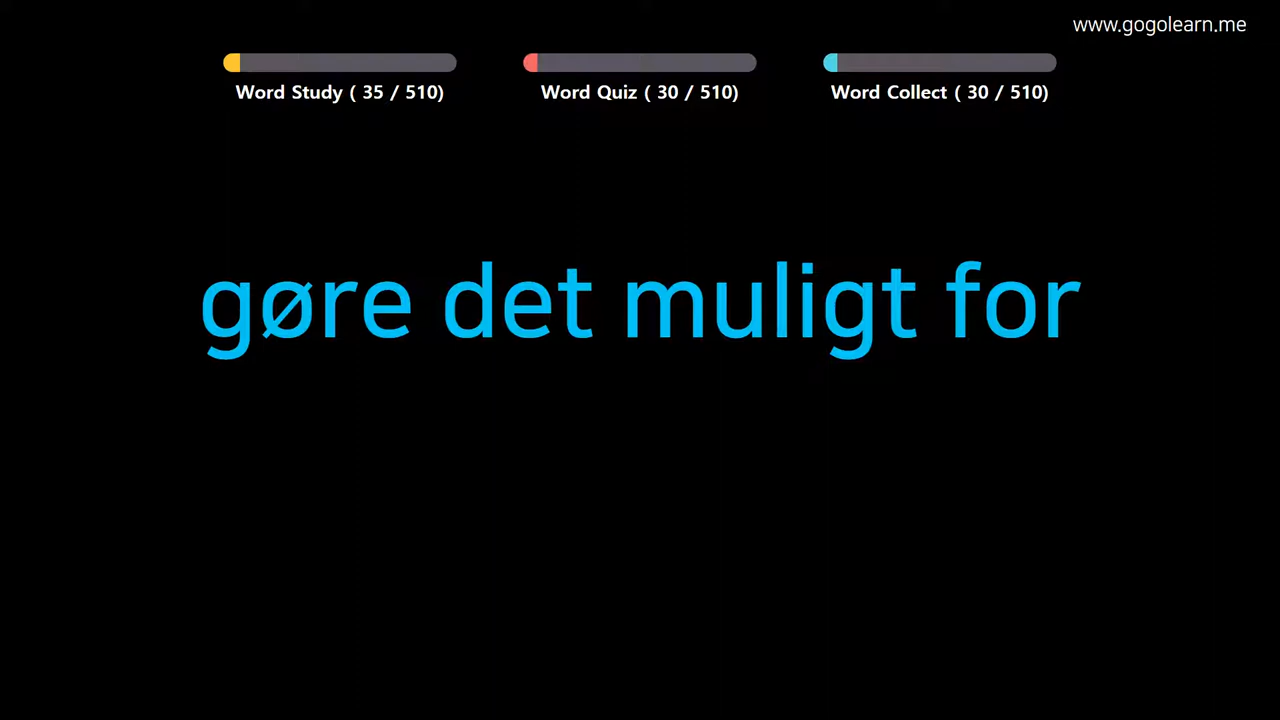 www.gogolearn.me
Word Study ( 35 / 510)
Word Quiz ( 30 / 510)
Word Collect ( 30 / 510)
gøre det muligt for